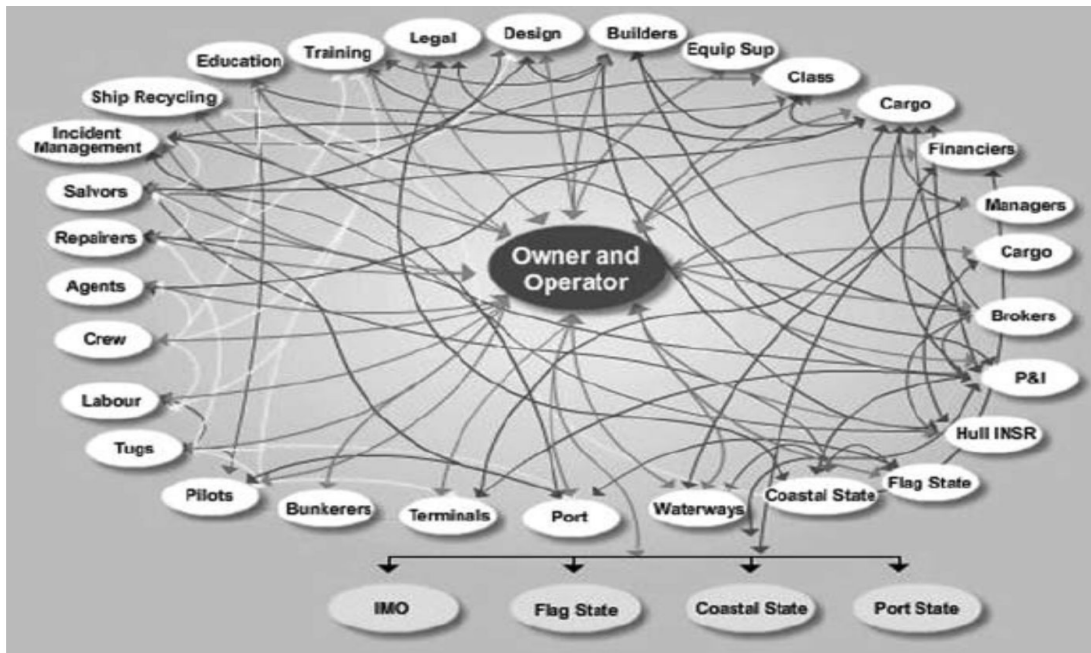 Legal
Design
Builders
Training
Equip Sup
Education
Class
Ship Recycling
Cargo
Incident
Management
Financiers
Salvors
Managers
Repairers
Cargo
Owner and
Operator
Agents
Brokers
Crew
P&I
Labour
Hull INSR
Tugs
Flag State
Pilots
Coastal State
Bunkerers
Terminals
Port
Waterways
IMO
Flag State
Coastal State
Port State